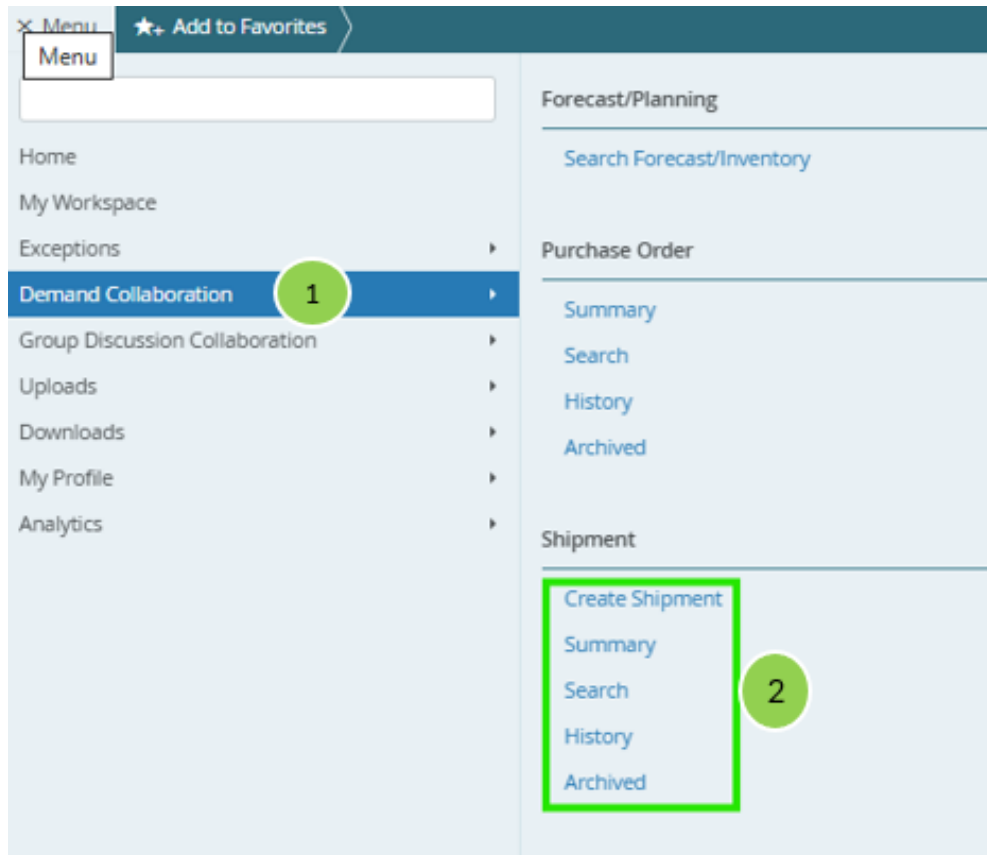 × Menu
★+ Add to Favorites
Menu
Home
My Workspace
Exceptions
Demand Collaboration
1
Group Discussion Collaboration
Uploads
Downloads
My Profile
Analytics
Forecast/Planning
Search Forecast/Inventory
Purchase Order
Summary
Search
History
Archived
Shipment
Create Shipment
Summary
Search
History
Archived
2